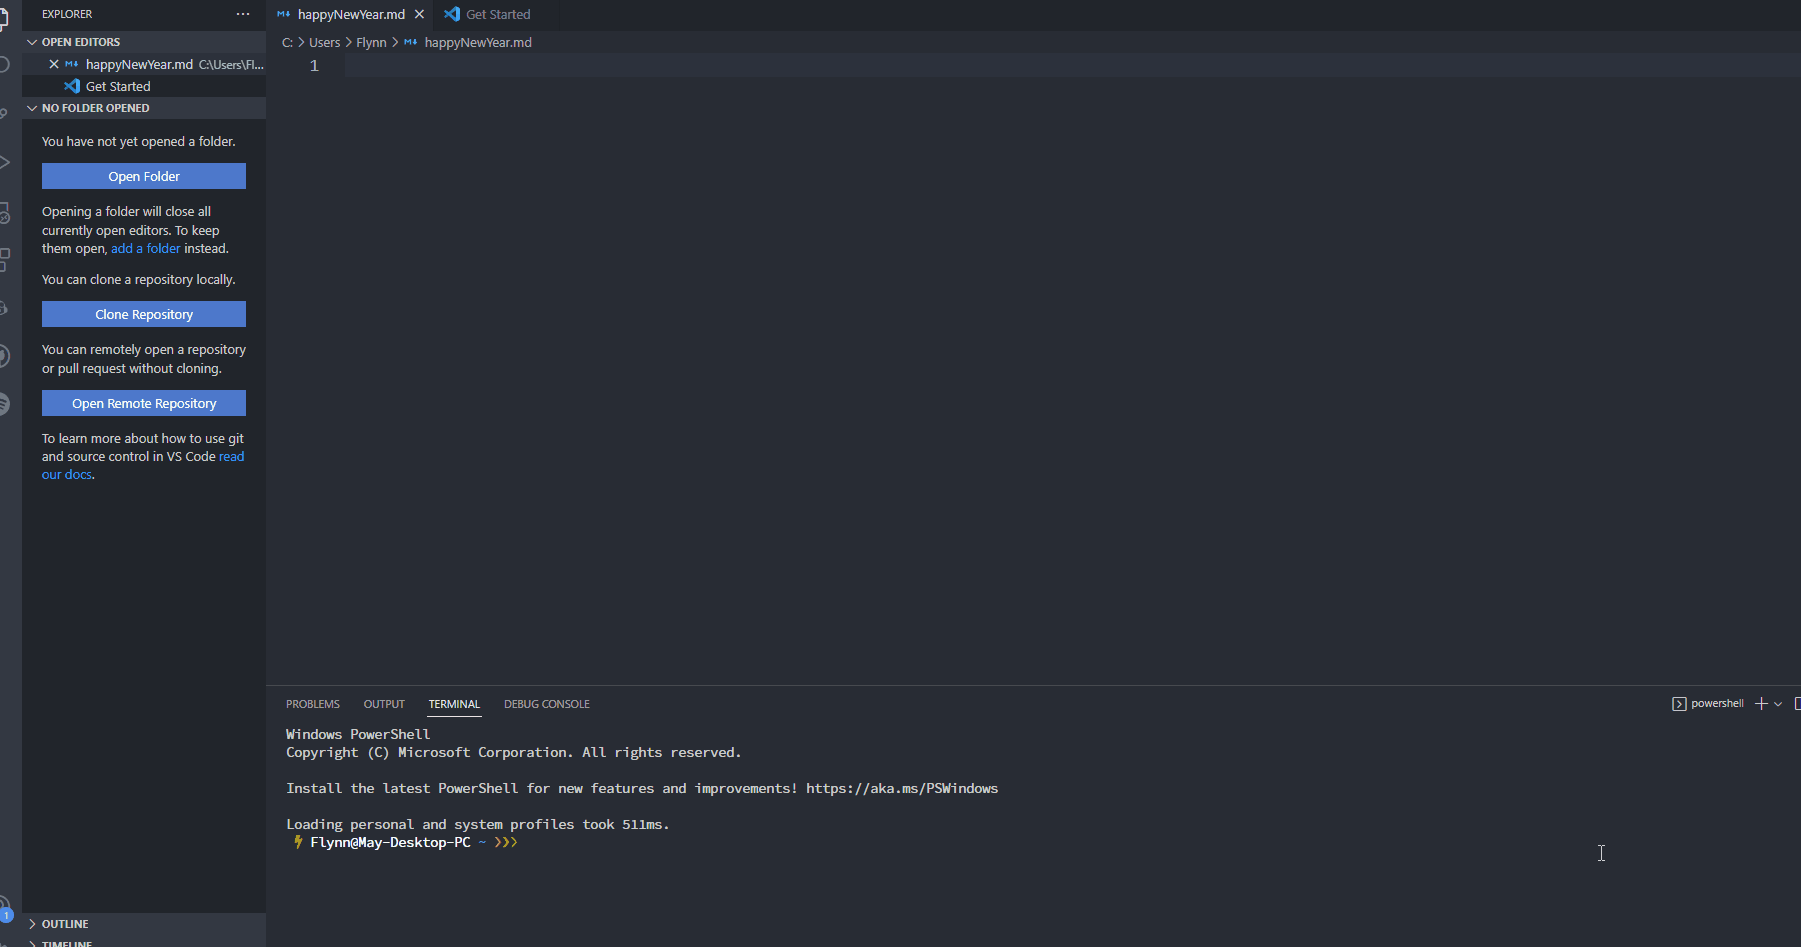 EXPLORER
OPEN EDITORS
happyNewYear.md C:\Users\Fl...
Get Started
NO FOLDER OPENED
You have not yet opened a folder.
Open Folder
Opening a folder will close all
currently open editors. To keep
them open, add a folder instead.
You can clone a repository locally.
Clone Repository
You can remotely open a repository
or pull request without cloning.
Open Remote Repository
To learn more about how to use git
and source control in VS Code read
our docs.
1
OUTLINE
TIMELINE
happyNewYear.md Get Started
C: > Users > Flynn > happyNewYear.md
1
PROBLEMS OUTPUT TERMINAL DEBUG CONSOLE powershell
Windows PowerShell
Copyright (C) Microsoft Corporation. All rights reserved.
Install the latest PowerShell for new features and improvements! https://aka.ms/PSWindows
Loading personal and system profiles took 511ms.
Flynn@May-Desktop-PC ~ ❯❯❯